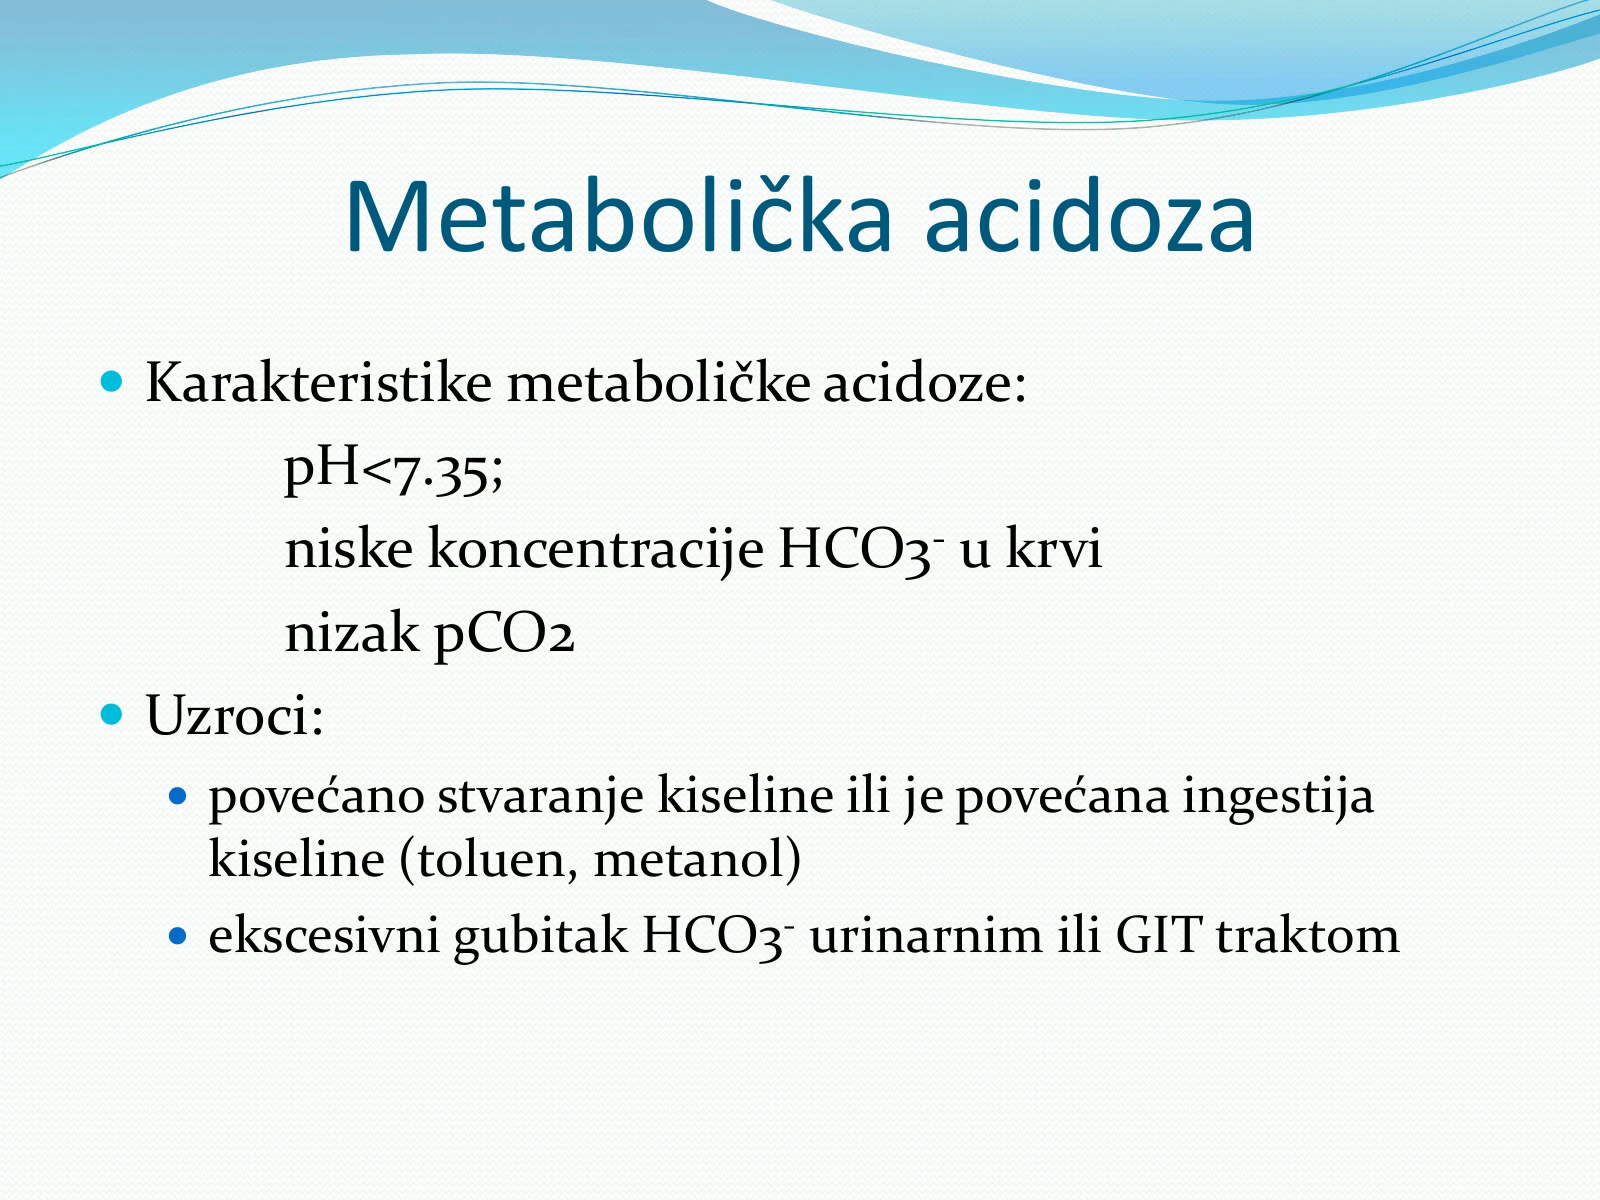 Metabolička acidoza
• Karakteristike metaboličke acidoze:
pH<7.35;
niske koncentracije HCO3⁻ u krvi
nizak pCO2
• Uzroci:
• povećano stvaranje kiseline ili je povećana ingestija
kiseline (toluen, metanol)
• ekscesivni gubitak HCO3⁻ urinarnim ili GIT traktom